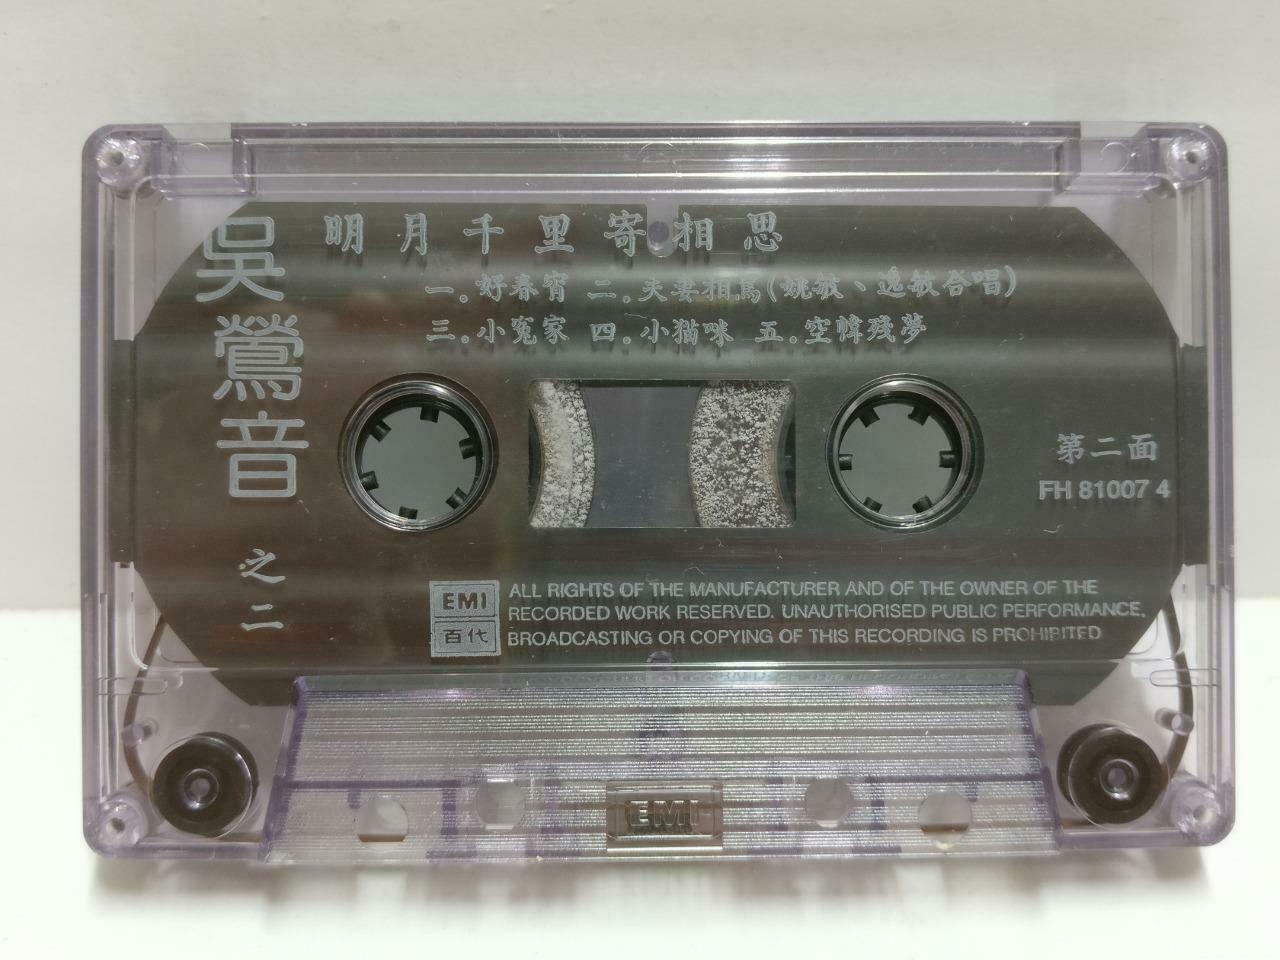 吳鶯音
之二
明月千里寄相思
一.好春宵 二.夫妻相罵(姚敏、逸敏合唱)
三.小冤家 四.小貓咪 五.空幃殘夢
第二面
FH 81007 4
EMI
百代
ALL RIGHTS OF THE MANUFACTURER AND OF THE OWNER OF THE
RECORDED WORK RESERVED. UNAUTHORISED PUBLIC PERFORMANCE,
BROADCASTING OR COPYING OF THIS RECORDING IS PROHIBITED
EMI